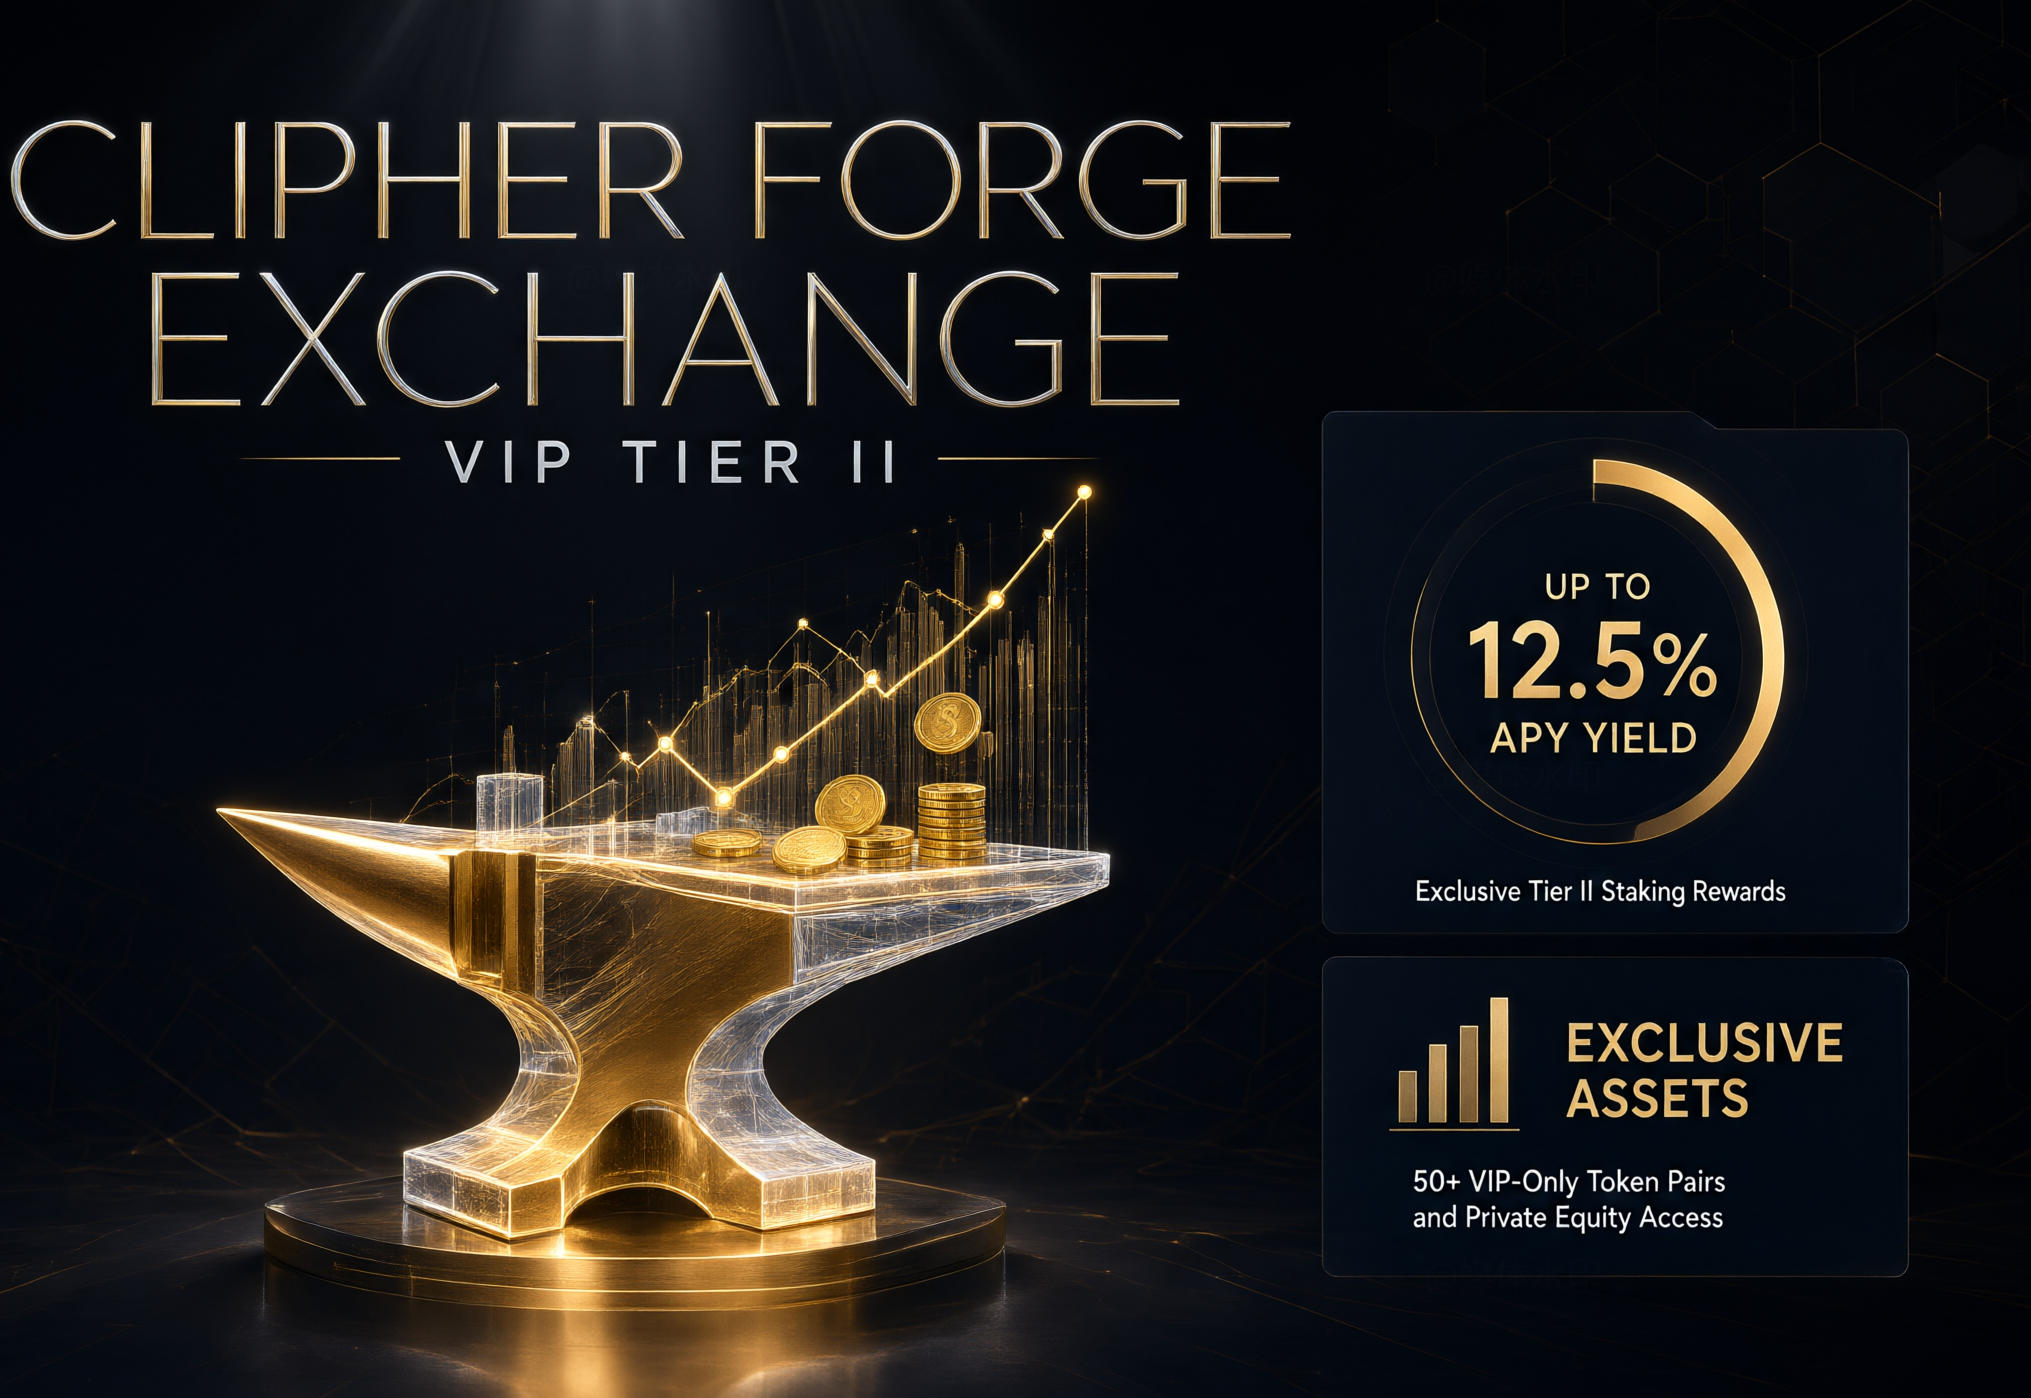 CLIPHER FORGE
EXCHANGE
VIP TIER II
UP TO
12.5%
APY YIELD
Exclusive Tier II Staking Rewards
EXCLUSIVE
ASSETS
50+ VIP-Only Token Pairs
and Private Equity Access